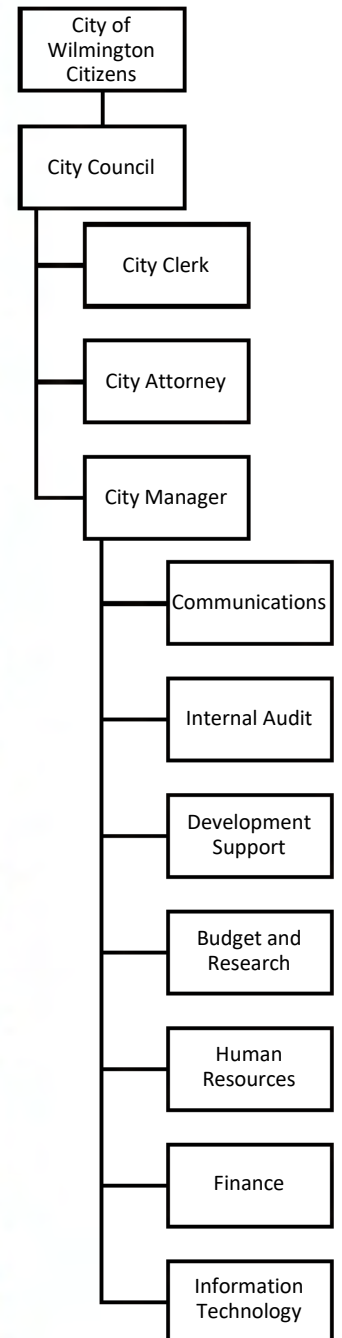 City of
Wilmington
Citizens
City Council
City Clerk
City Attorney
City Manager
Communications
Internal Audit
Development
Support
Budget and
Research
Human
Resources
Finance
Information
Technology